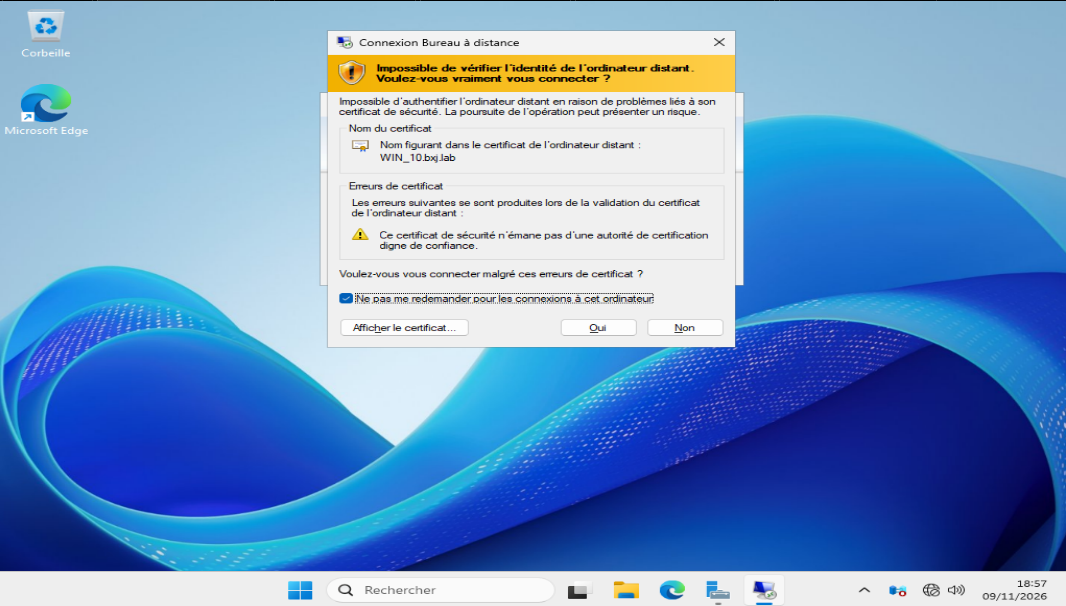 Corbeille
Microsoft Edge
Connexion Bureau à distance
Impossible de vérifier l'identité de l'ordinateur distant.
Voulez-vous vraiment vous connecter ?
Impossible d'authentifier l'ordinateur distant en raison de problèmes liés à son
certificat de sécurité. La poursuite de l'opération peut présenter un risque.
Nom du certificat
Nom figurant dans le certificat de l'ordinateur distant :
WIN_10.bxj.lab
Erreurs de certificat
Les erreurs suivantes se sont produites lors de la validation du certificat
de l'ordinateur distant :
Ce certificat de sécurité n'émane pas d'une autorité de certification
digne de confiance.
Voulez-vous vous connecter malgré ces erreurs de certificat ?
Ne pas me redemander pour les connexions à cet ordinateur
Afficher le certificat...
Oui
Non
Rechercher
18:57
09/11/2026